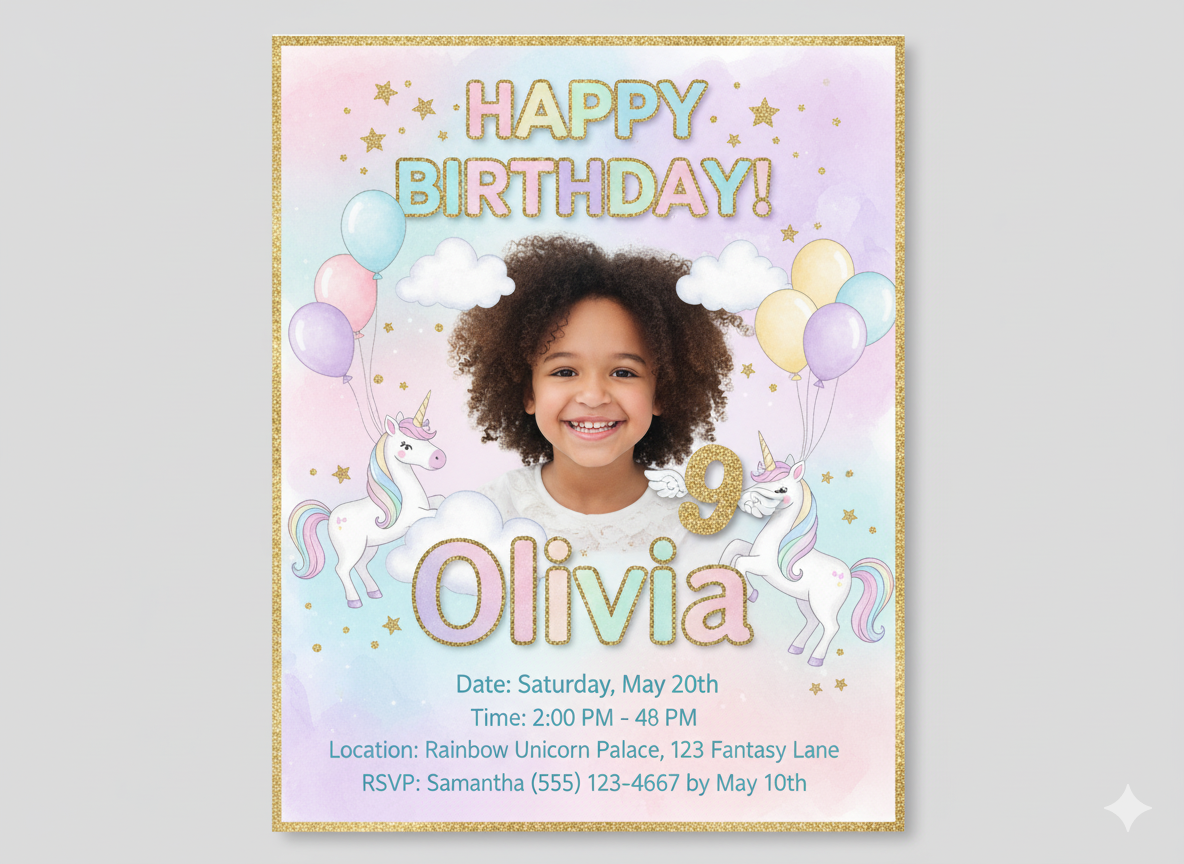 HAPPY
BIRTHDAY!
9
Olivia
Date: Saturday, May 20th
Time: 2:00 PM - 48 PM
Location: Rainbow Unicorn Palace, 123 Fantasy Lane
RSVP: Samantha (555) 123-4667 by May 10th